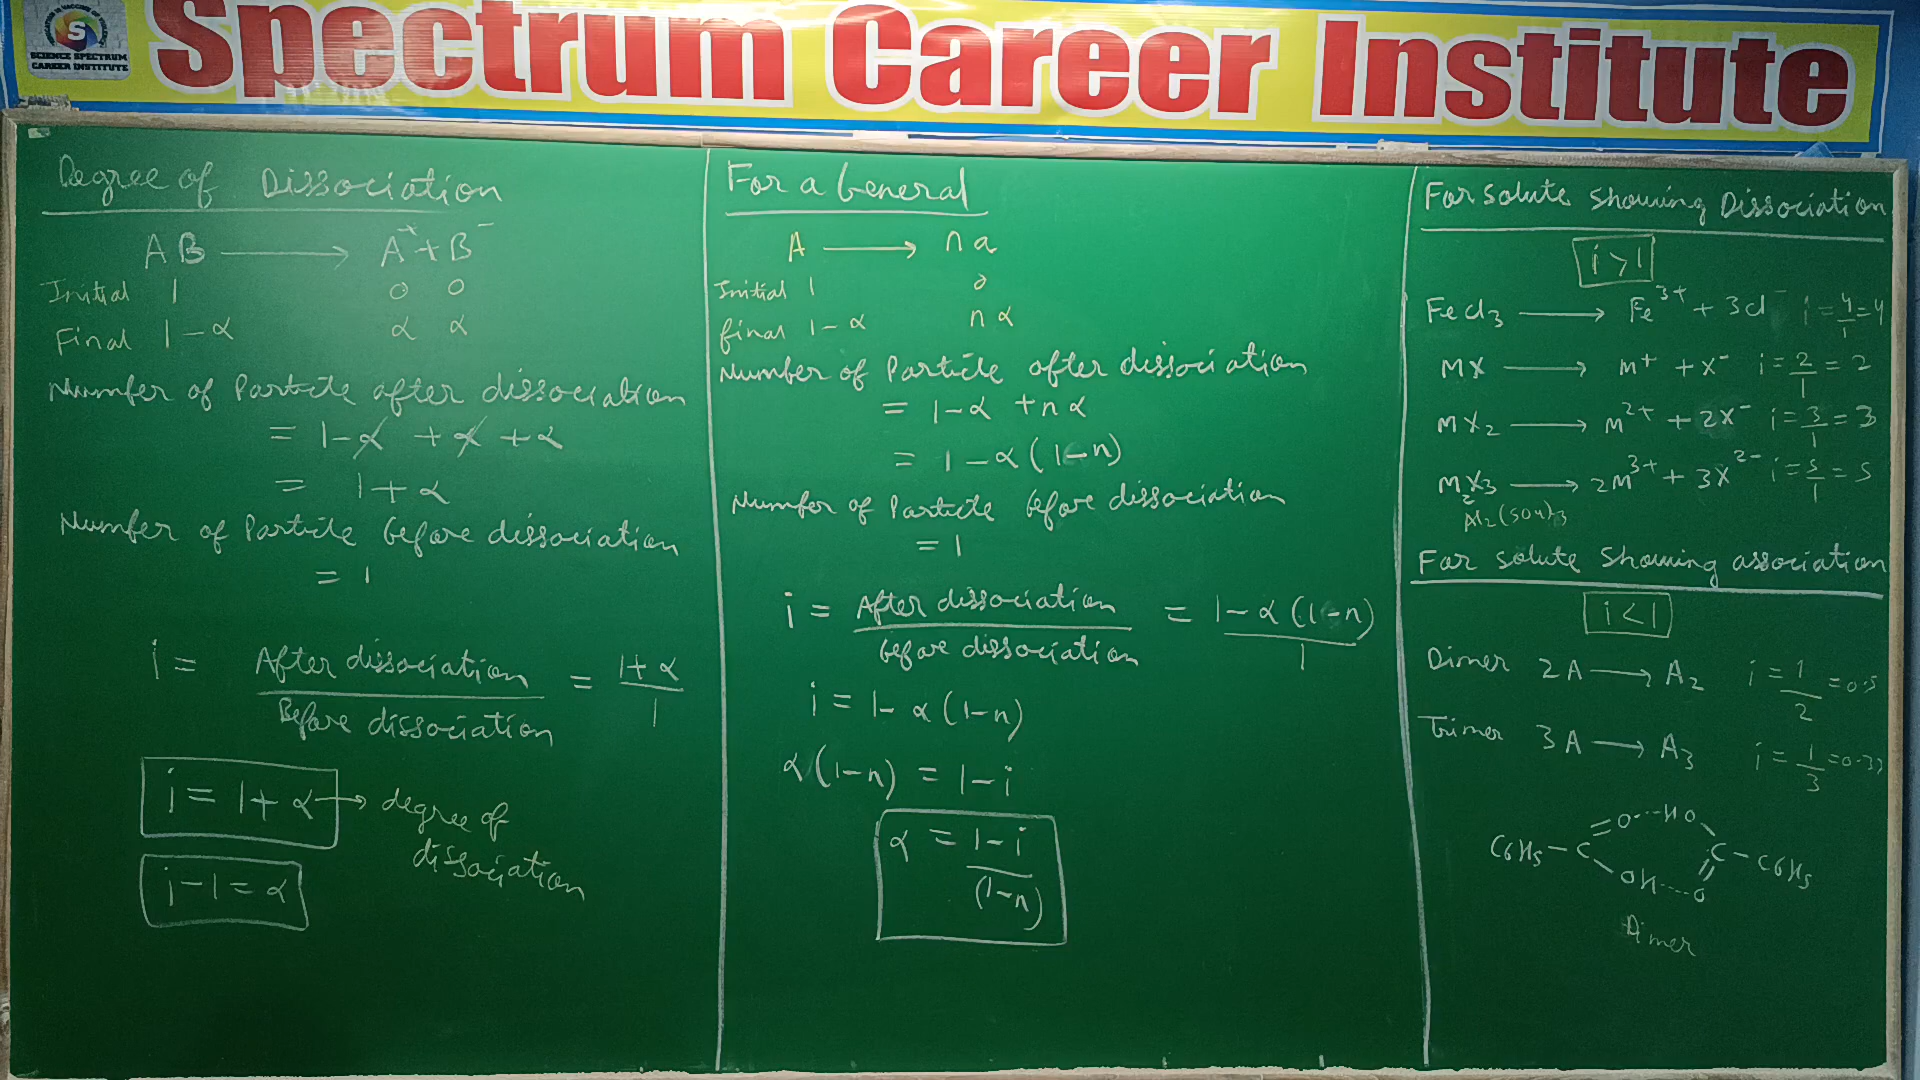 Spectrum Career Institute
S
SCIENCE SPECTRUM
CAREER INSTITUTE
Degree of Dissociation
AB ⟶ A⁺ + B⁻
Initial 1 0 0
Final 1-α α α
Number of Particle after dissociation
= 1-α + α + α
= 1+α
Number of Particle before dissociation
= 1
i = After dissociation / Before dissociation = 1+α / 1
i = 1+α → degree of dissociation
i-1 = α
For a General
A ⟶ n a
Initial 1 0
final 1-α nα
Number of Particle after dissociation
= 1-α + nα
= 1-α(1-n)
Number of Particle before dissociation
= 1
i = After dissociation / before dissociation = 1-α(1-n) / 1
i = 1-α(1-n)
α(1-n) = 1-i
α = 1-i / (1-n)
For solute showing Dissociation
i>1
FeCl₃ ⟶ Fe³⁺ + 3Cl⁻ i = 4/1 = 4
MX ⟶ M⁺ + X⁻ i = 2/1 = 2
MX₂ ⟶ M²⁺ + 2X⁻ i = 3/1 = 3
M₂X₃ ⟶ 2M³⁺ + 3X²⁻ i = 5/1 = 5
Al₂(SO₄)₃
For solute showing association
i<1
Dimer 2A ⟶ A₂ i = 1/2 = 0.5
Trimer 3A ⟶ A₃ i = 1/3 = 0.33
O----HO
C6H5-C C-C6H5
OH----O
Dimer